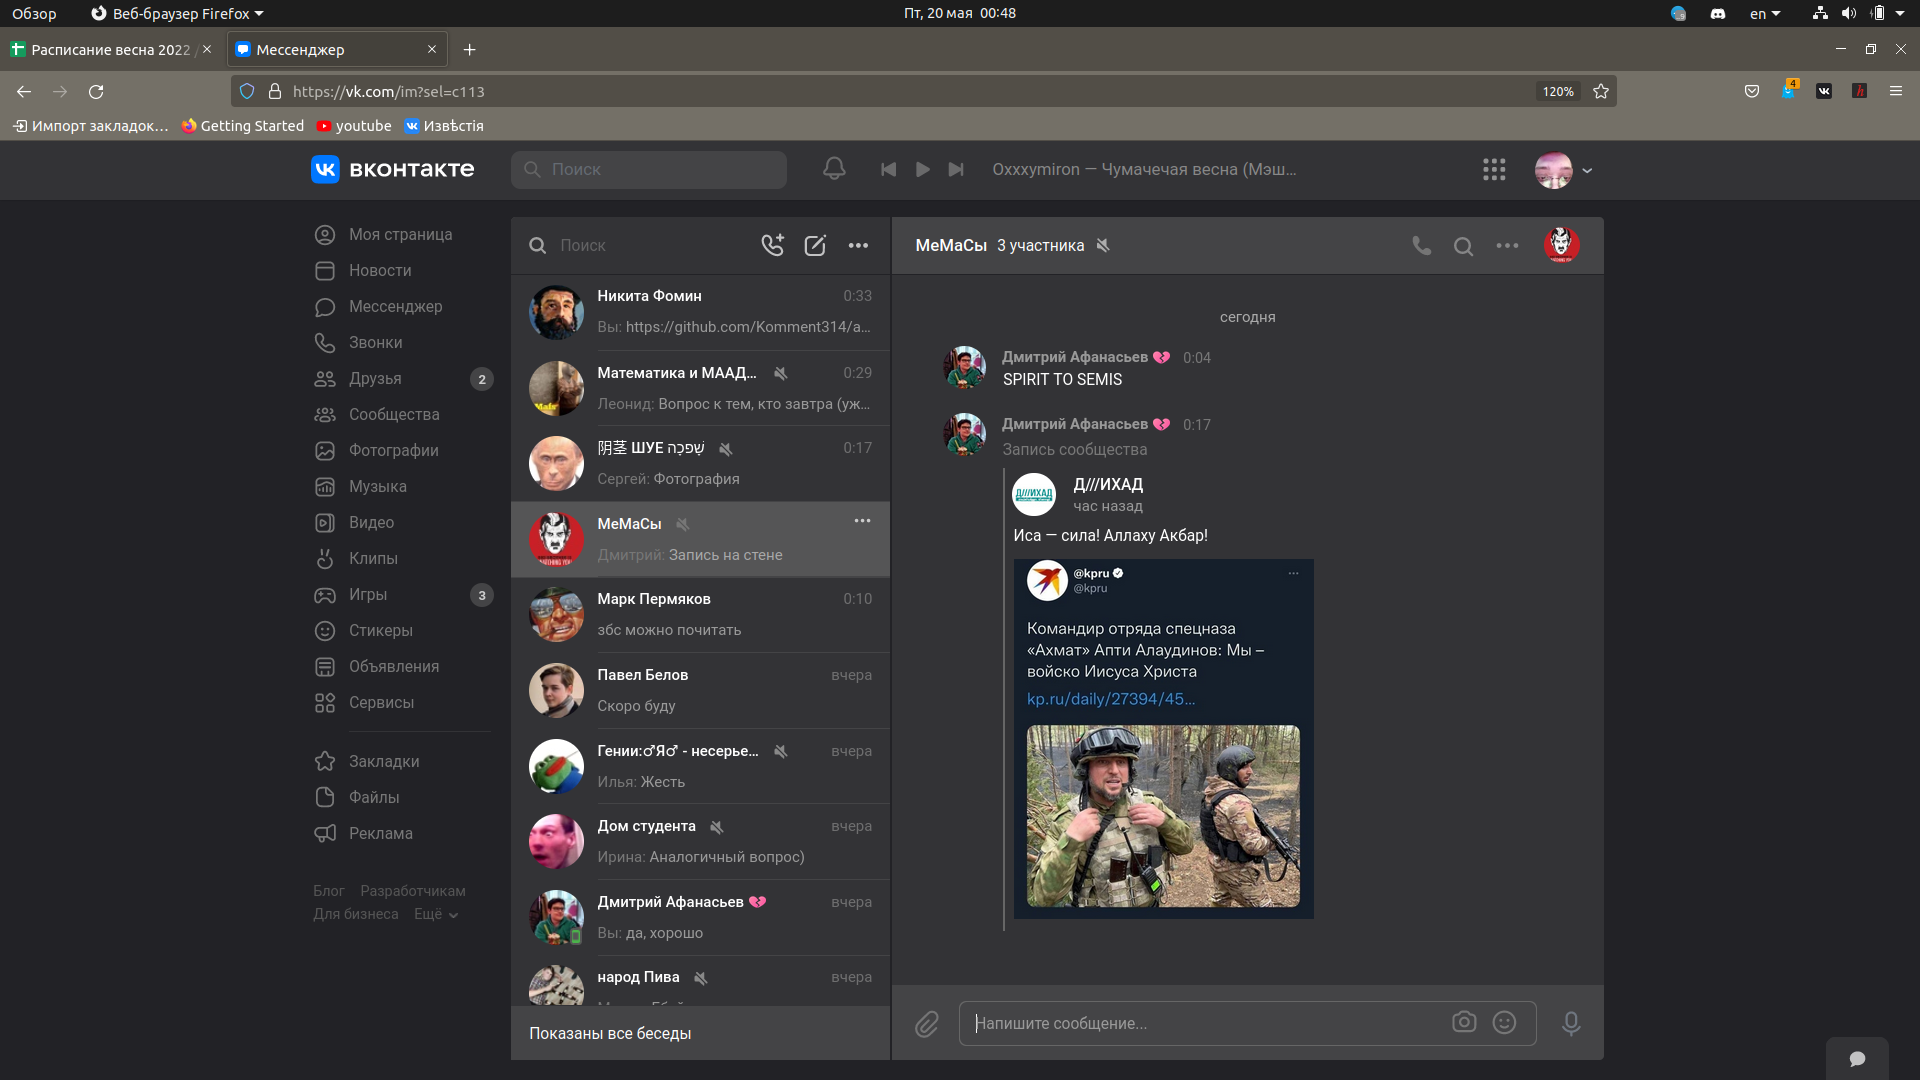 Обзор
Веб-браузер Firefox
Пт, 20 мая 00:48
en
Расписание весна 2022
Мессенджер
https://vk.com/im?sel=c113
120%
4
Импорт закладок…
Getting Started
youtube
Извѣстія
ВКОНТАКТЕ
Поиск
Oxxxymiron — Чумачечая весна (Мэш...
Моя страница
Новости
Мессенджер
Звонки
Друзья
2
Сообщества
Фотографии
Музыка
Видео
Клипы
Игры
3
Стикеры
Объявления
Сервисы
Закладки
Файлы
Реклама
Блог Разработчикам
Для бизнеса Ещё
Поиск
Никита Фомин 0:33
Вы: https://github.com/Komment314/a...
Математика и МААД... 0:29
Леонид: Вопрос к тем, кто завтра (уж...
阴茎 ШУЕ שָׁפְכָה 0:17
Сергей: Фотография
МеМаСы
Дмитрий: Запись на стене
Марк Пермяков 0:10
збс можно почитать
Павел Белов вчера
Скоро буду
Гении:♂Я♂ - несерье... вчера
Илья: Жесть
Дом студента вчера
Ирина: Аналогичный вопрос)
Дмитрий Афанасьев 💔 вчера
Вы: да, хорошо
народ Пива вчера
Показаны все беседы
МеМаСы 3 участника
сегодня
Дмитрий Афанасьев 💔 0:04
SPIRIT TO SEMIS
Дмитрий Афанасьев 💔 0:17
Запись сообщества
Д///ИХАД
Д///ИХАД
час назад
Иса — сила! Аллаху Акбар!
@kpru
@kpru
Командир отряда спецназа
«Ахмат» Апти Алаудинов: Мы –
войско Иисуса Христа
kp.ru/daily/27394/45...
Напишите сообщение...